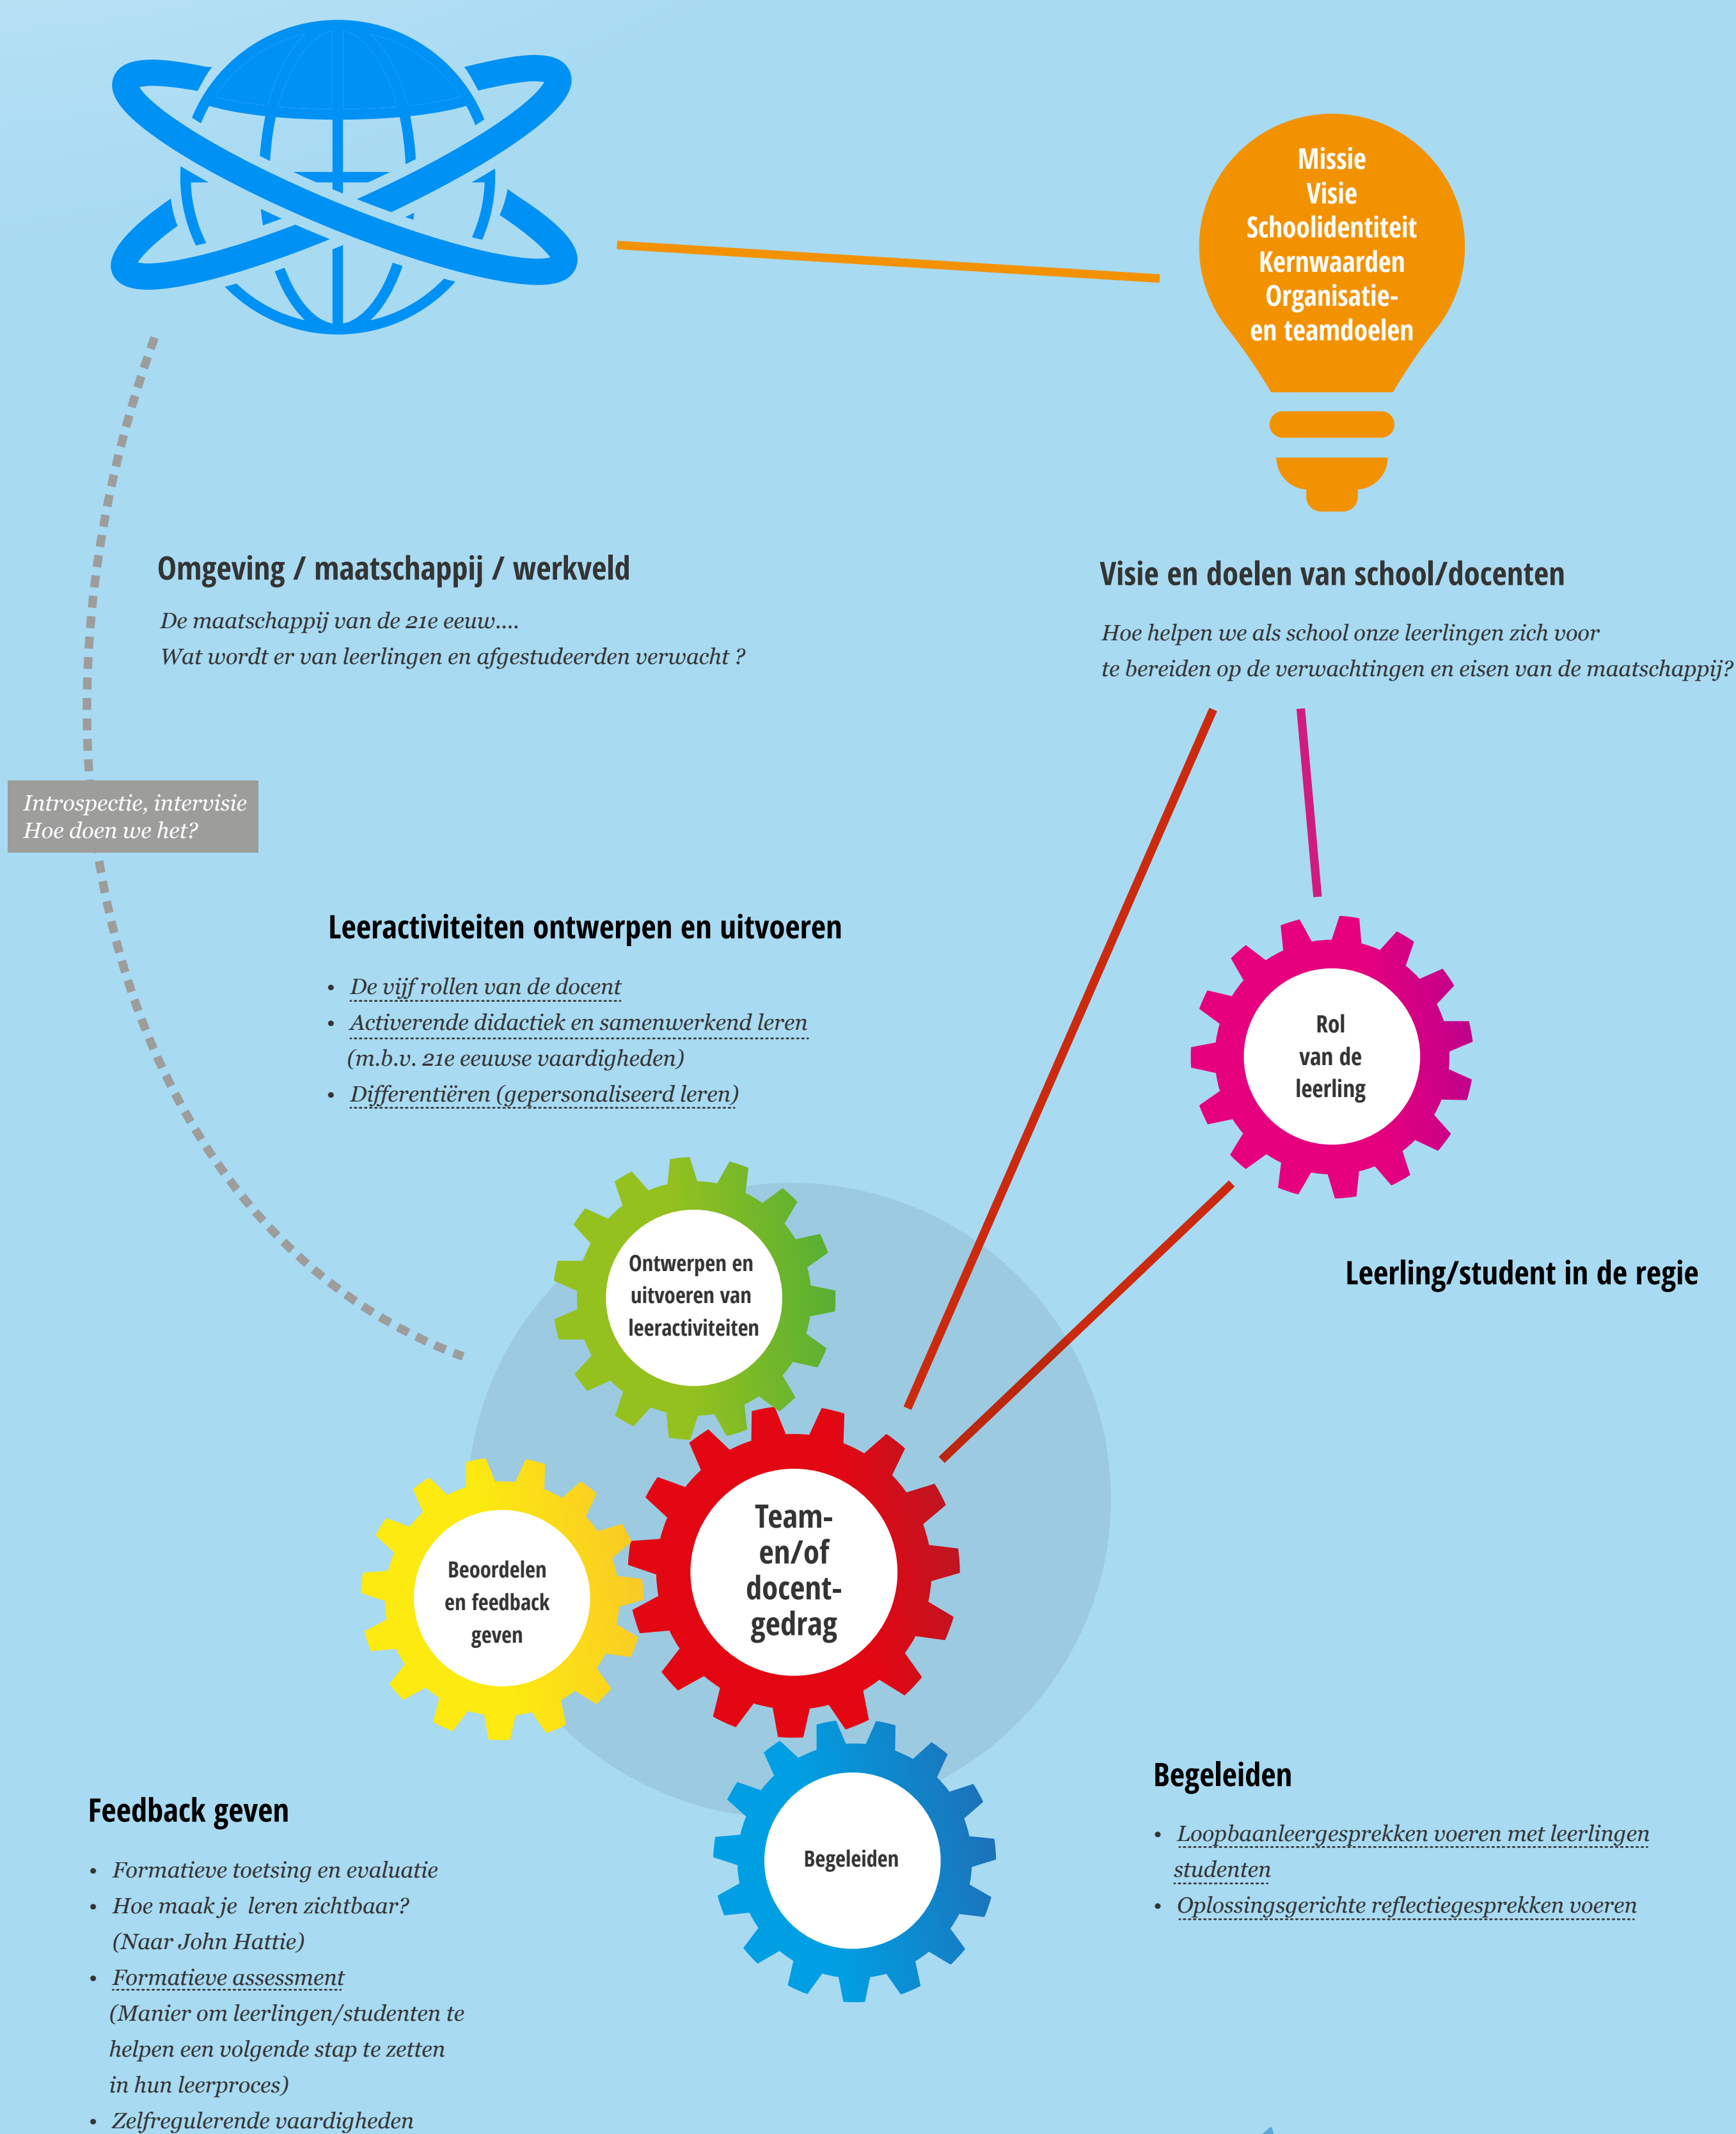 Missie
Visie
Schoolidentiteit
Kernwaarden
Organisatie-
en teamdoelen
Omgeving / maatschappij / werkveld
De maatschappij van de 21e eeuw....
Wat wordt er van leerlingen en afgestudeerden verwacht ?
Visie en doelen van school/docenten
Hoe helpen we als school onze leerlingen zich voor
te bereiden op de verwachtingen en eisen van de maatschappij?
Introspectie, intervisie
Hoe doen we het?
Leeractiviteiten ontwerpen en uitvoeren
• De vijf rollen van de docent
• Activerende didactiek en samenwerkend leren
(m.b.v. 21e eeuwse vaardigheden)
• Differentiëren (gepersonaliseerd leren)
Rol
van de
leerling
Leerling/student in de regie
Ontwerpen en
uitvoeren van
leeractiviteiten
Team-
en/of
docent-
gedrag
Beoordelen
en feedback
geven
Begeleiden
Begeleiden
• Loopbaanleergesprekken voeren met leerlingen
studenten
• Oplossingsgerichte reflectiegesprekken voeren
Feedback geven
• Formatieve toetsing en evaluatie
• Hoe maak je leren zichtbaar?
(Naar John Hattie)
• Formatieve assessment
(Manier om leerlingen/studenten te
helpen een volgende stap te zetten
in hun leerproces)
• Zelfregulerende vaardigheden